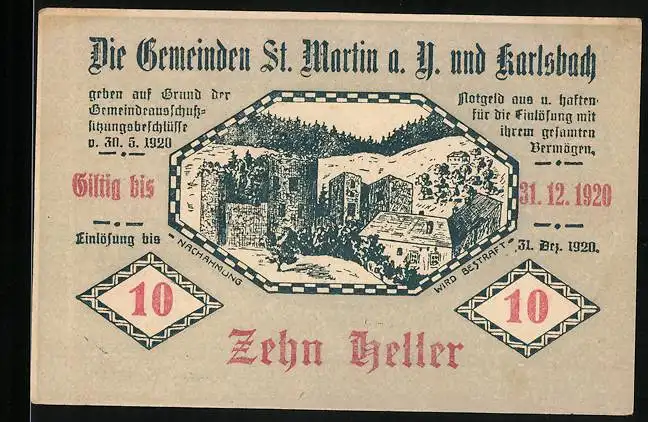 Die Gemeinden St. Martin a. Y. und Karlsbach
geben auf Grund der
Gemeindeausschuß-
sitzungsbeschlüsse
v. 30. 5. 1920
Notgeld aus u. haften
für die Einlösung mit
ihrem gesamten
Vermögen.
Giltig bis
31. 12. 1920
Einlösung bis
31. Dez. 1920.
NACHAHMUNG
WIRD BESTRAFT
10
10
Zehn Heller